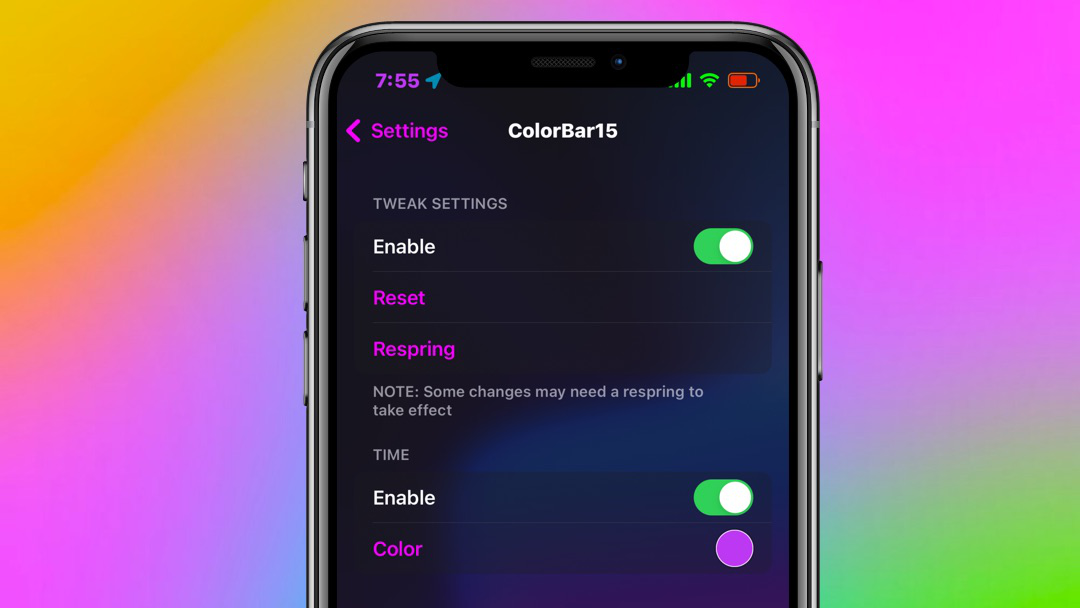 7:55
Settings
ColorBar15
TWEAK SETTINGS
Enable
Reset
Respring
NOTE: Some changes may need a respring to
take effect
TIME
Enable
Color